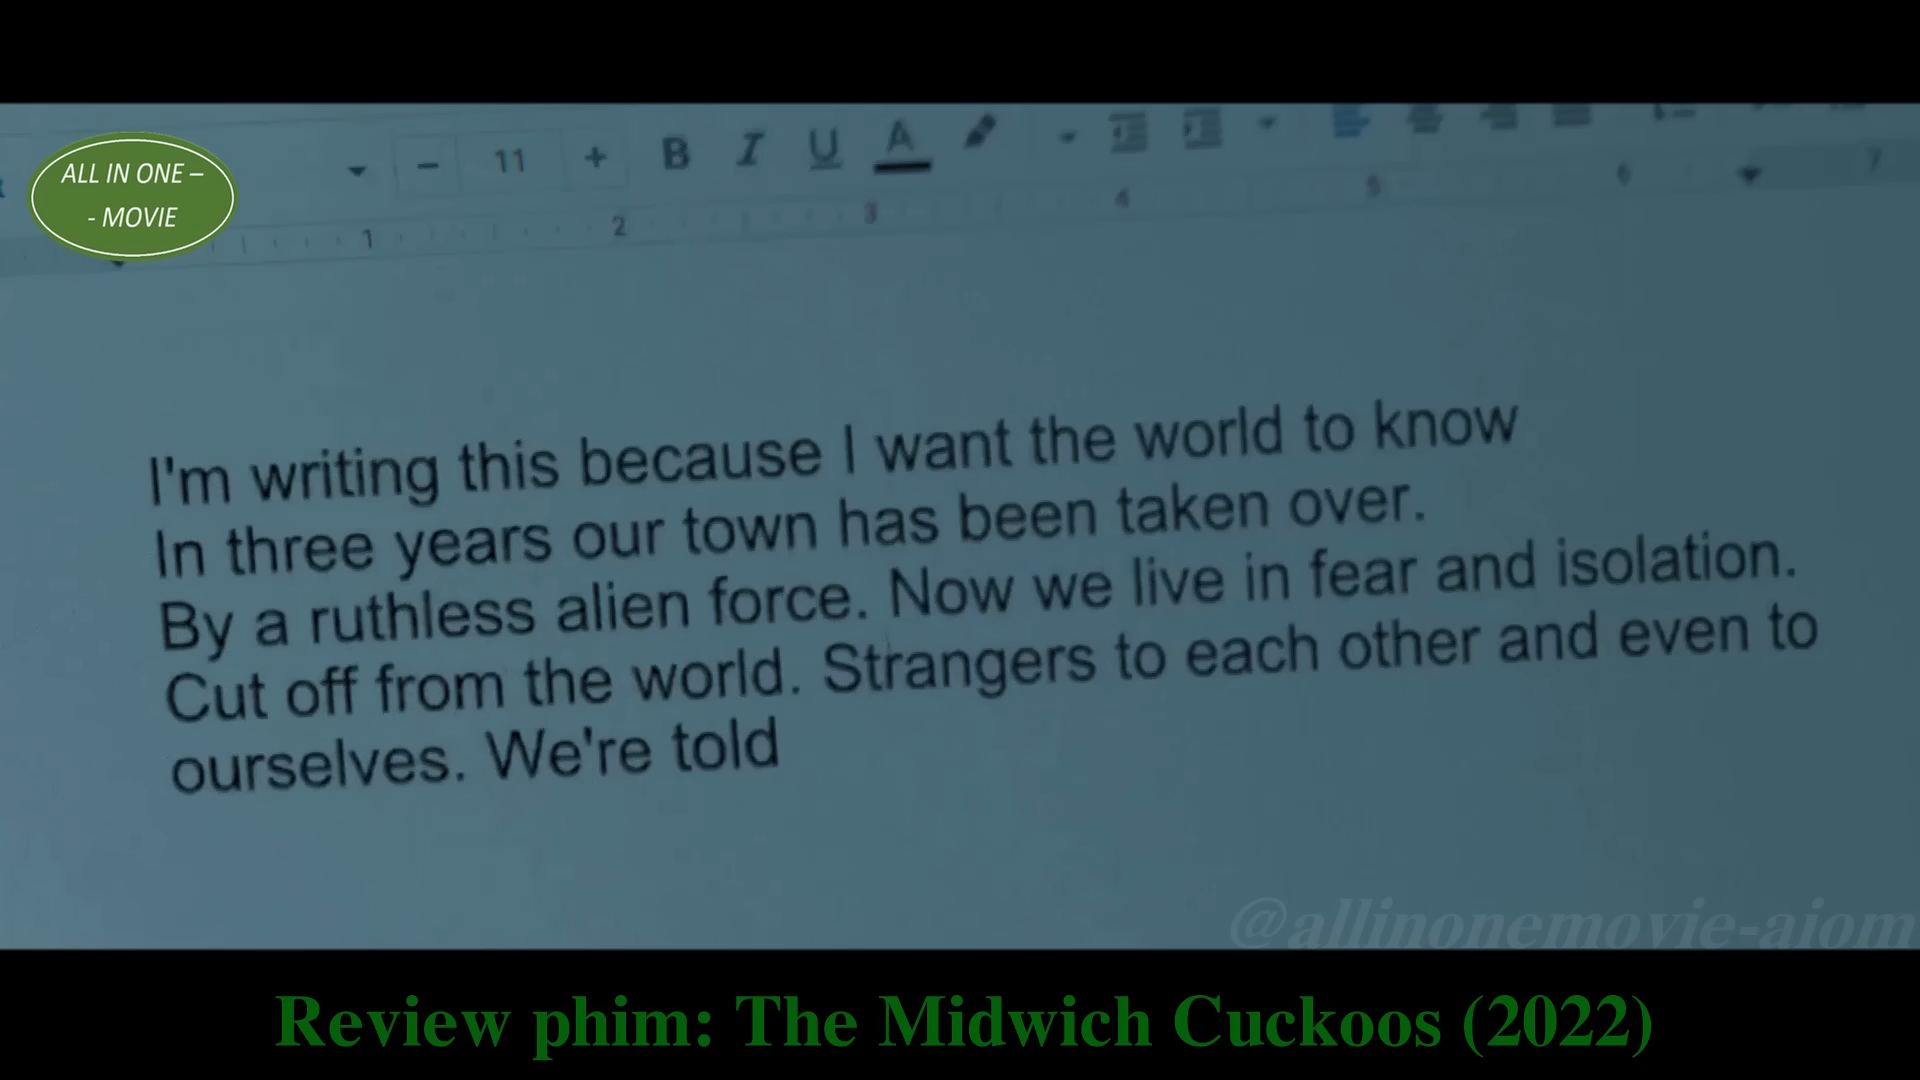 ALL IN ONE –
- MOVIE
11
B I U A
1 2 3 4 5 6 7
I'm writing this because I want the world to know
In three years our town has been taken over.
By a ruthless alien force. Now we live in fear and isolation.
Cut off from the world. Strangers to each other and even to
ourselves. We're told
@allinonemovie-aiom
Review phim: The Midwich Cuckoos (2022)